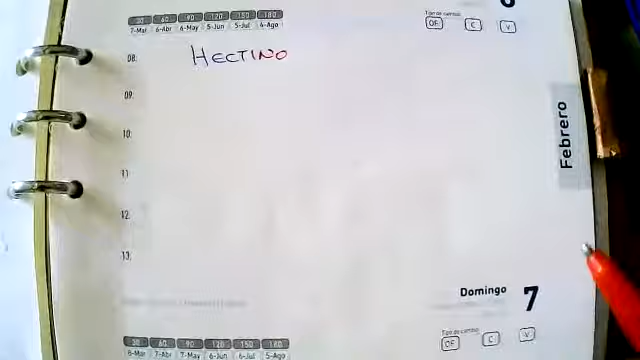 30 60 90 120 150 180
7-Mar 6-Abr 6-May 5-Jun 5-Jul 4-Ago
Tipo de cambio
OF C V
08: HECTINO
09:
10:
11:
12:
13:
Febrero
Domingo 7
Tipo de cambio
OF C V
30 60 90 120 150 180
8-Mar 7-Abr 7-May 6-Jun 6-Jul 5-Ago